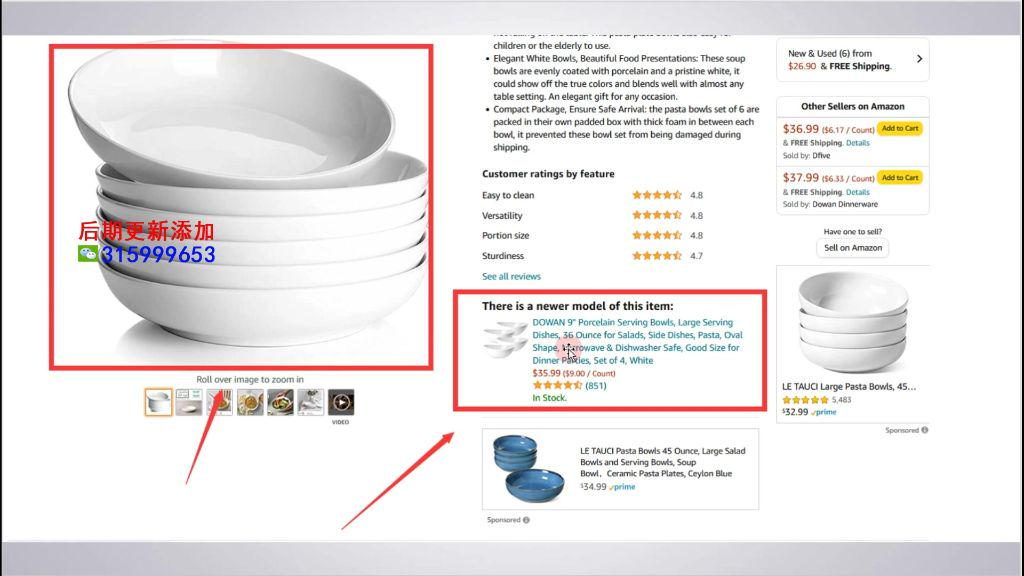 children or the elderly to use.
• Elegant White Bowls, Beautiful Food Presentations: These soup
bowls are evenly coated with porcelain and a pristine white, it
could show off the true colors and blends well with almost any
table setting. An elegant gift for any occasion.
• Compact Package, Ensure Safe Arrival: the pasta bowls set of 6 are
packed in their own padded box with thick foam in between each
bowl, it prevented these bowl set from being damaged during
shipping.
Customer ratings by feature
Easy to clean 4.8
Versatility 4.8
Portion size 4.8
Sturdiness 4.7
See all reviews
There is a newer model of this item:
DOWAN 9" Porcelain Serving Bowls, Large Serving
Dishes, 36 Ounce for Salads, Side Dishes, Pasta, Oval
Shape, Microwave & Dishwasher Safe, Good Size for
Dinner Parties, Set of 4, White
$35.99 ($9.00 / Count)
(851)
In Stock.
LE TAUCI Pasta Bowls 45 Ounce, Large Salad
Bowls and Serving Bowls, Soup
Bowl, Ceramic Pasta Plates, Ceylon Blue
$34.99 prime
Sponsored
后期更新添加
315999653
Roll over image to zoom in
VIDEO
New & Used (6) from
$26.90 & FREE Shipping.
Other Sellers on Amazon
$36.99 ($6.17 / Count) Add to Cart
& FREE Shipping. Details
Sold by: Dfive
$37.99 ($6.33 / Count) Add to Cart
& FREE Shipping. Details
Sold by: Dowan Dinnerware
Have one to sell?
Sell on Amazon
LE TAUCI Large Pasta Bowls, 45...
5,483
$32.99 prime
Sponsored